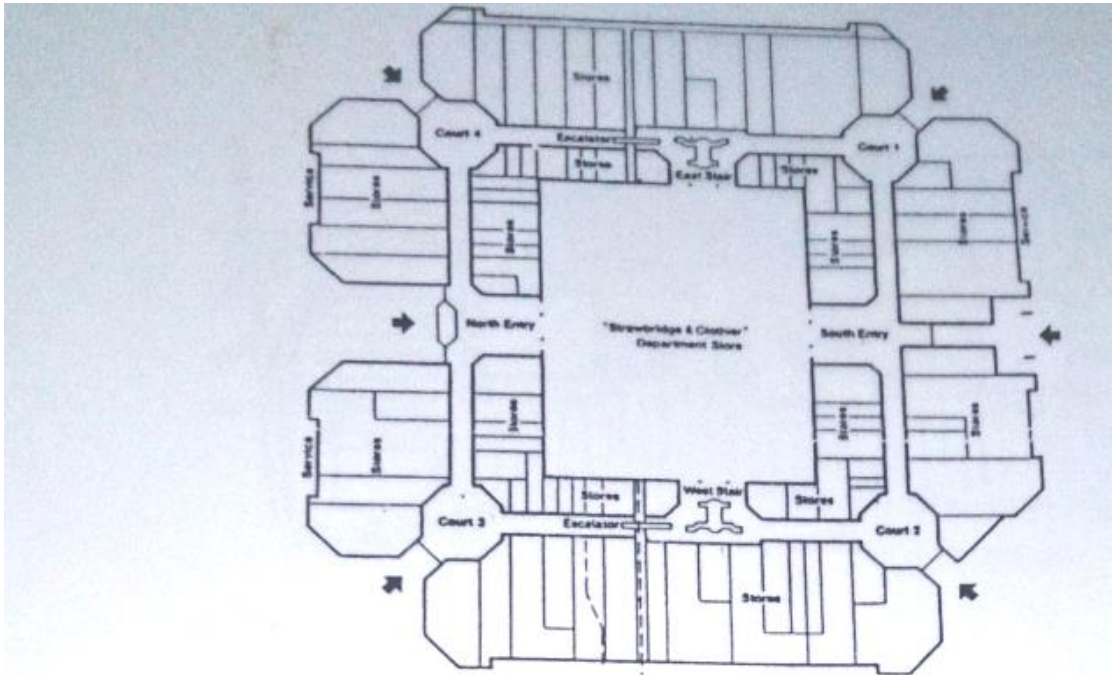 Stores
Court 4
Escalator
Court 1
Stores
East Stair
Stores
Service
Stores
Stores
Stores
Stores
Service
North Entry
"Strawbridge & Clothier"
Department Store
South Entry
Service
Stores
Stores
Stores
Stores
Stores
West Stair
Stores
Court 3
Escalator
Court 2
Stores